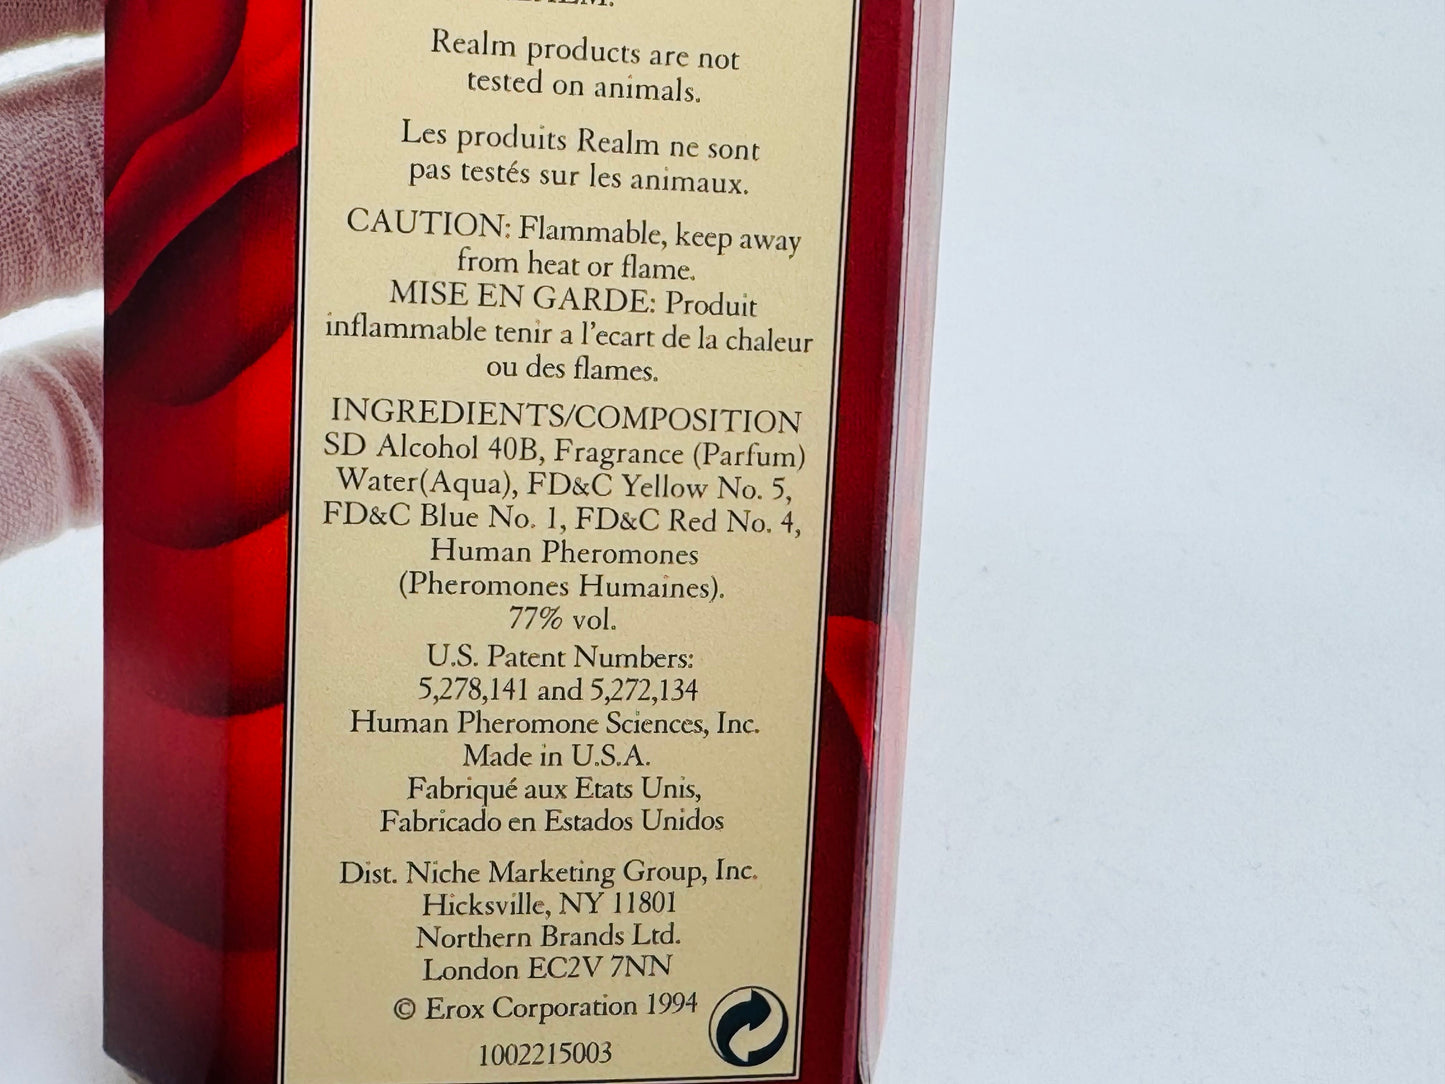 Realm products are not
tested on animals.
Les produits Realm ne sont
pas testés sur les animaux.
CAUTION: Flammable, keep away
from heat or flame.
MISE EN GARDE: Produit
inflammable tenir a l'ecart de la chaleur
ou des flames.
INGREDIENTS/COMPOSITION
SD Alcohol 40B, Fragrance (Parfum)
Water(Aqua), FD&C Yellow No. 5,
FD&C Blue No. 1, FD&C Red No. 4,
Human Pheromones
(Pheromones Humaines).
77% vol.
U.S. Patent Numbers:
5,278,141 and 5,272,134
Human Pheromone Sciences, Inc.
Made in U.S.A.
Fabriqué aux Etats Unis,
Fabricado en Estados Unidos
Dist. Niche Marketing Group, Inc.
Hicksville, NY 11801
Northern Brands Ltd.
London EC2V 7NN
© Erox Corporation 1994
1002215003